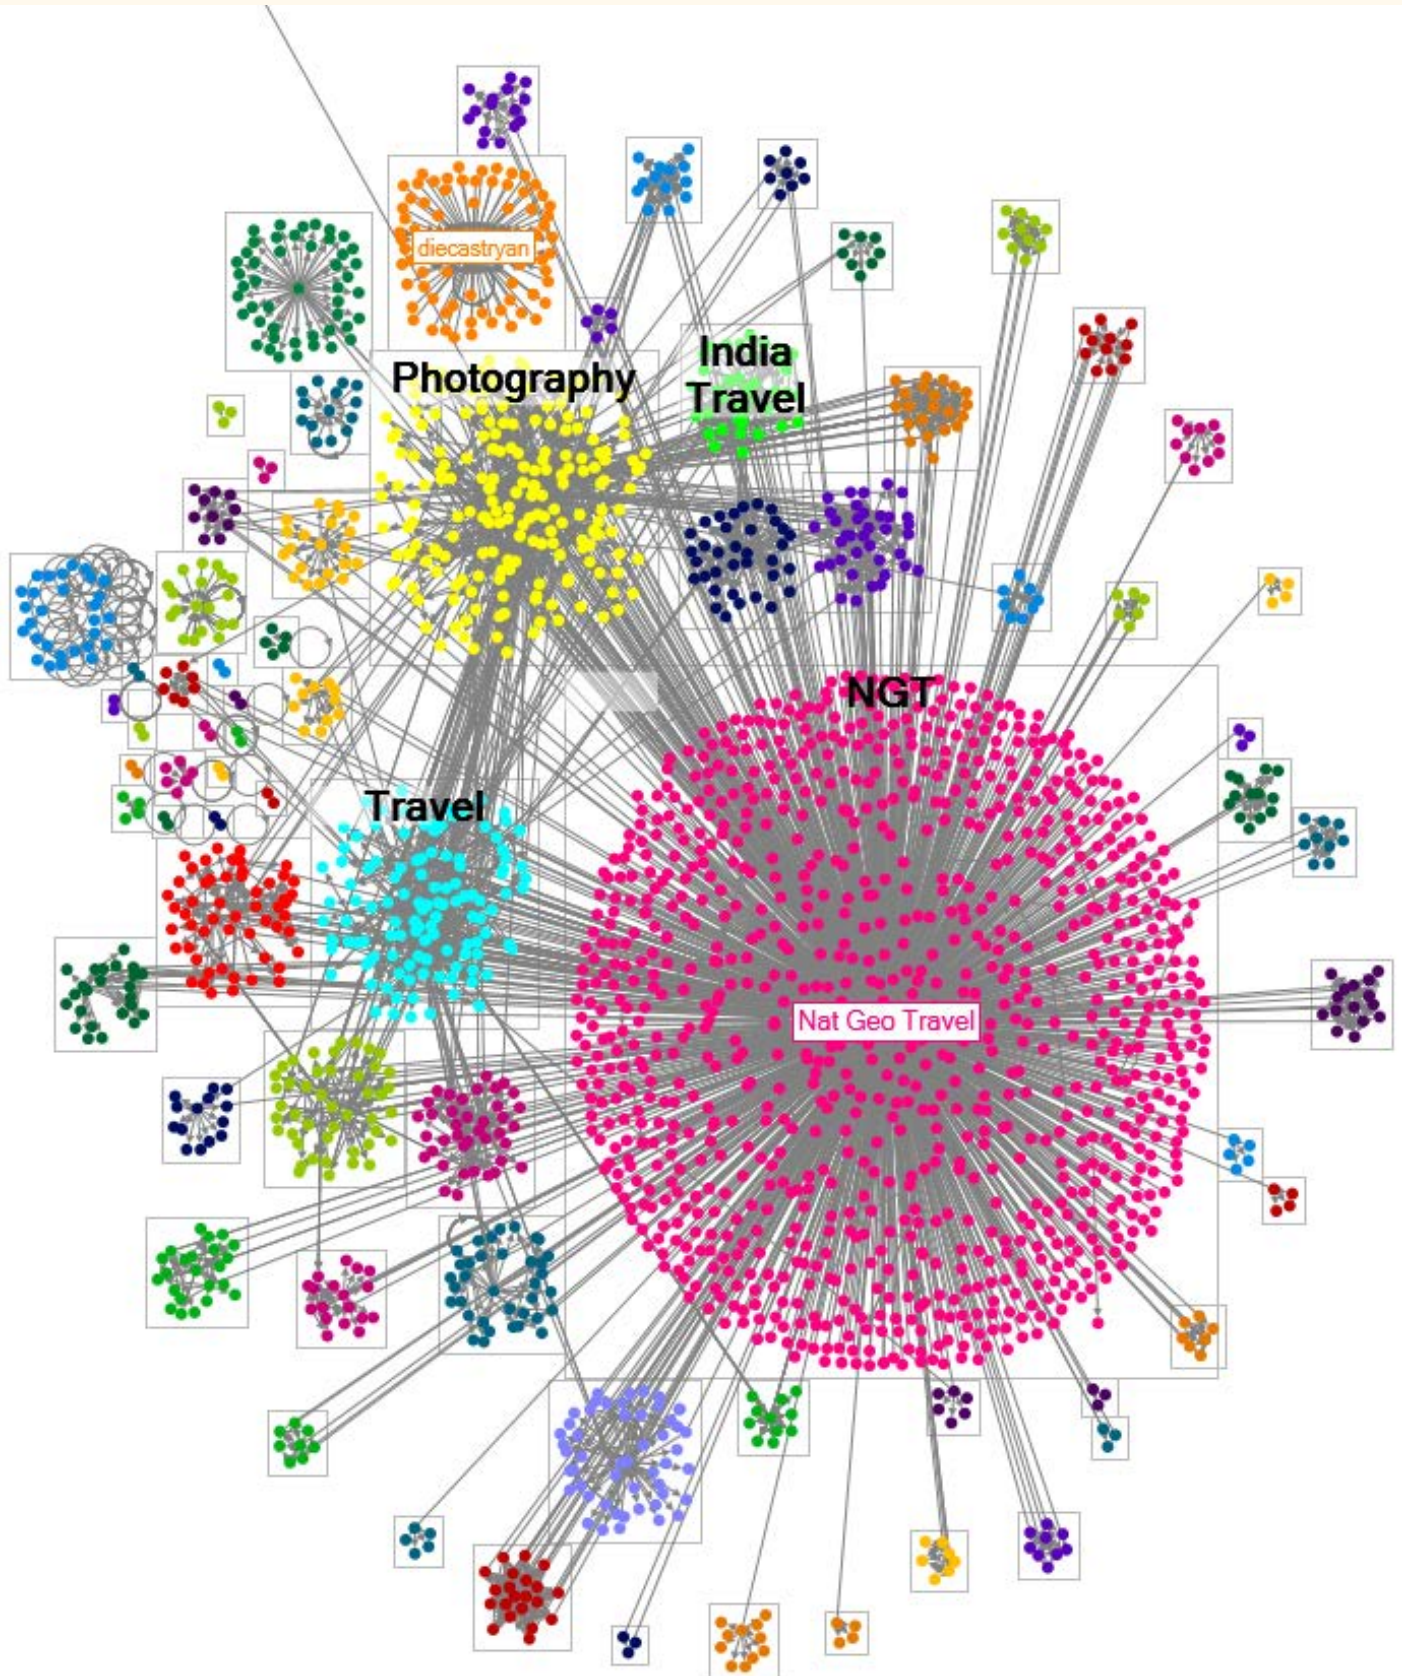 diecastryan
Photography
India
Travel
NGT
Travel
Nat Geo Travel